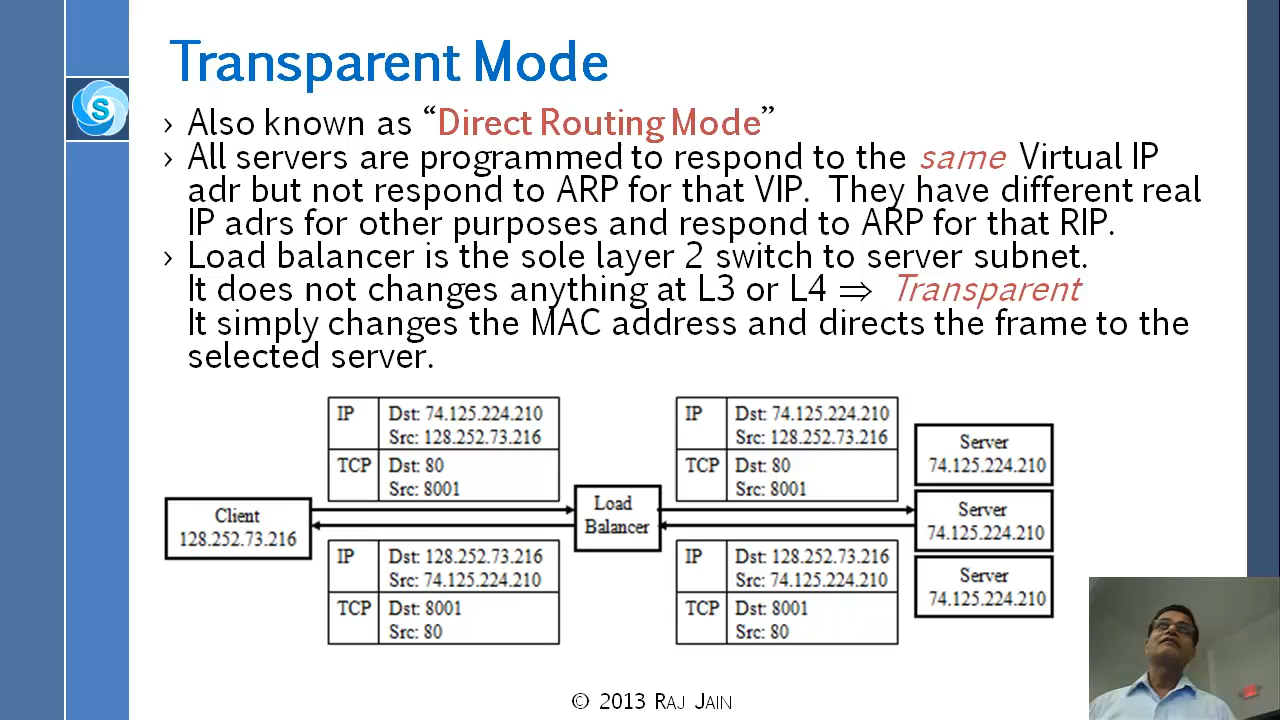 Transparent Mode
S
› Also known as “Direct Routing Mode”
› All servers are programmed to respond to the same Virtual IP
adr but not respond to ARP for that VIP. They have different real
IP adrs for other purposes and respond to ARP for that RIP.
› Load balancer is the sole layer 2 switch to server subnet.
It does not changes anything at L3 or L4 ⇒ Transparent
It simply changes the MAC address and directs the frame to the
selected server.
IP Dst: 74.125.224.210
Src: 128.252.73.216
TCP Dst: 80
Src: 8001
IP Dst: 74.125.224.210
Src: 128.252.73.216
TCP Dst: 80
Src: 8001
Server
74.125.224.210
Client
128.252.73.216
Load
Balancer
Server
74.125.224.210
IP Dst: 128.252.73.216
Src: 74.125.224.210
TCP Dst: 8001
Src: 80
IP Dst: 128.252.73.216
Src: 74.125.224.210
TCP Dst: 8001
Src: 80
Server
74.125.224.210
© 2013 RAJ JAIN